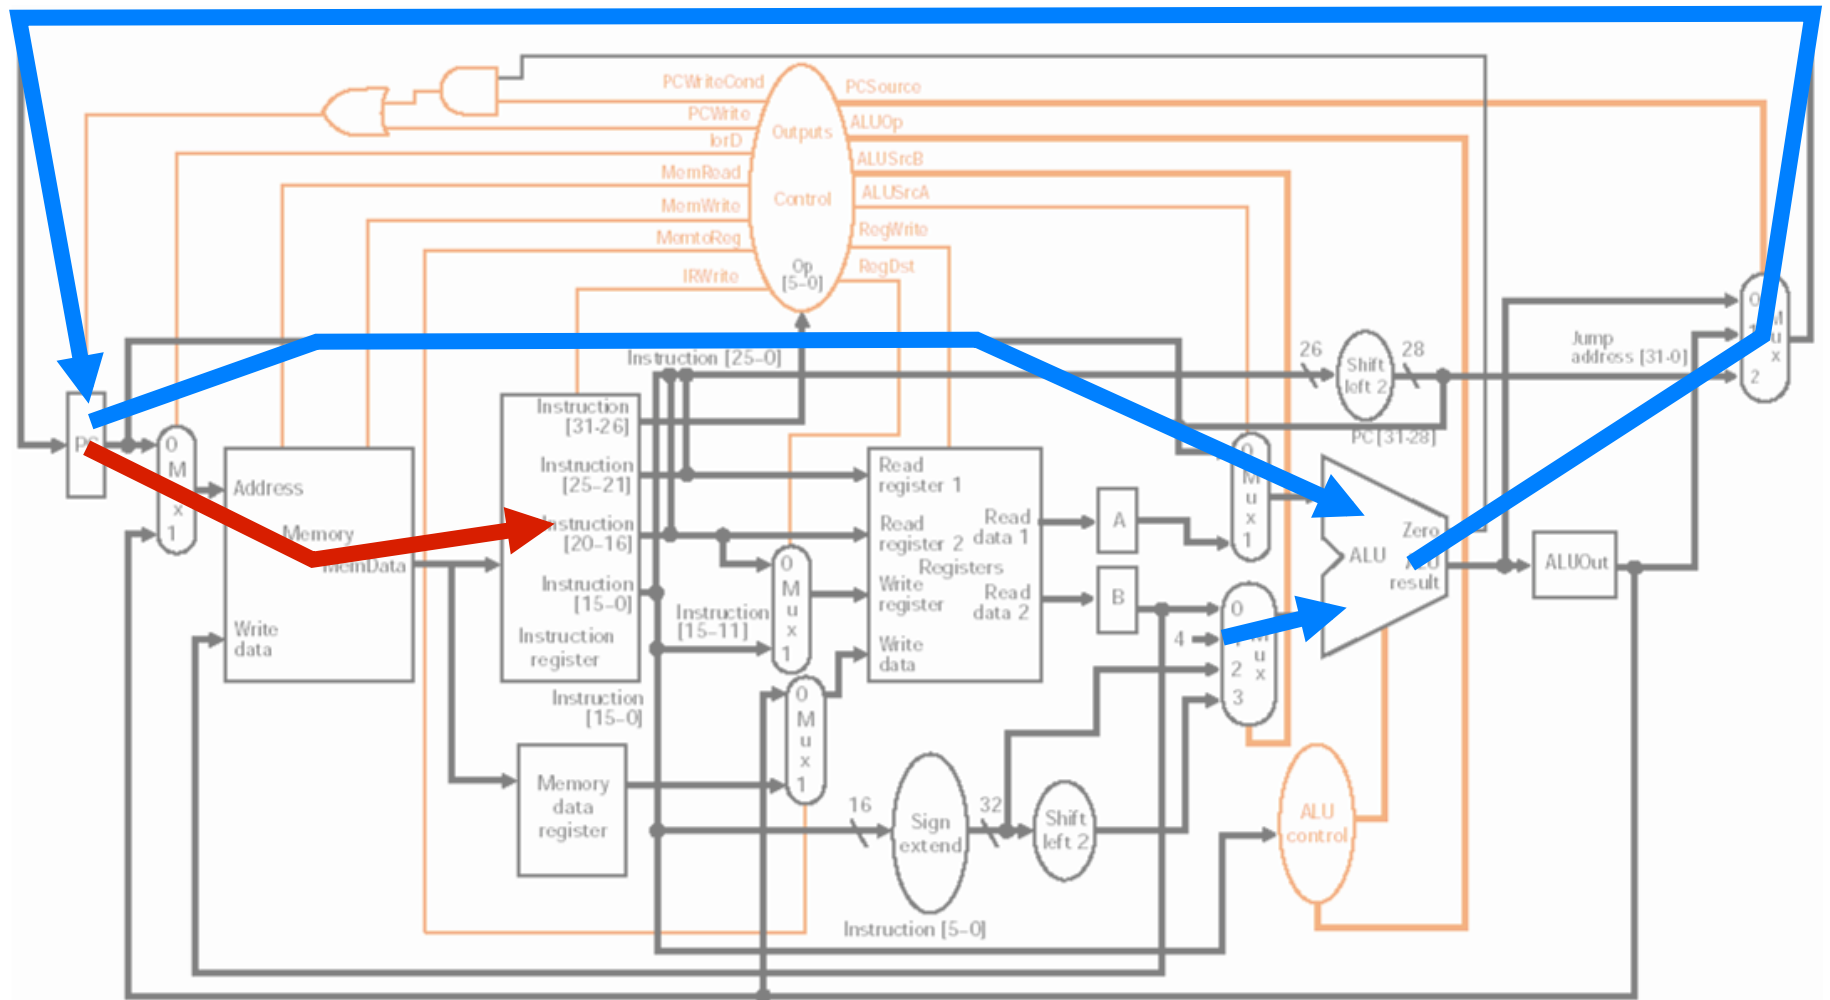 PCWriteCond
PCWrite
IorD
MemRead
MemWrite
MemtoReg
IRWrite
Outputs
Control
Op
[5-0]
PCSource
ALUOp
ALUSrcB
ALUSrcA
RegWrite
RegDst
Instruction [25-0]
26
Shift
left 2
28
Jump
address [31-0]
PC [31-28]
0
M
u
x
2
0
M
x
1
Address
Memory
MemData
Write
data
Instruction
[31-26]
Instruction
[25-21]
Instruction
[20-16]
Instruction
[15-0]
Instruction
register
Instruction
[15-11]
Instruction
[15-0]
0
M
u
x
1
0
M
u
x
1
Memory
data
register
Read
register 1
Read
register 2
Registers
Write
register
Write
data
Read
data 1
Read
data 2
A
B
4
0
M
u
x
1
0
M
u
x
2
3
Zero
ALU
ALU
result
ALUOut
16
Sign
extend
32
Shift
left 2
ALU
control
Instruction [5-0]